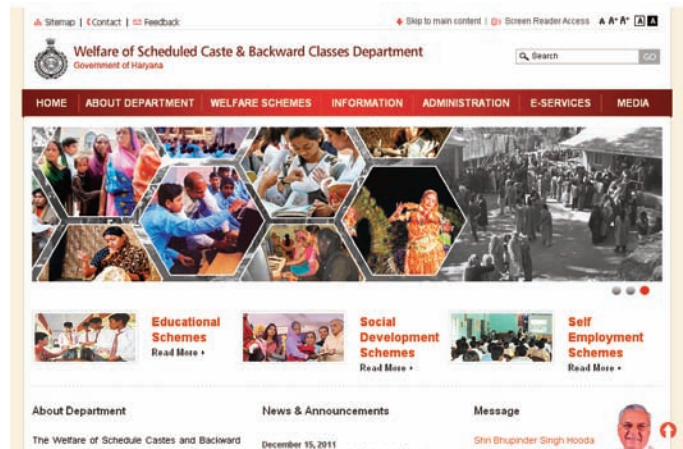 Sitemap | Contact | Feedback
Skip to main content | Screen Reader Access A A+ A+ A A
Welfare of Scheduled Caste & Backward Classes Department
Government of Haryana
Search GO
HOME ABOUT DEPARTMENT WELFARE SCHEMES INFORMATION ADMINISTRATION E-SERVICES MEDIA
Educational
Schemes
Read More
Social
Development
Schemes
Read More
Self
Employment
Schemes
Read More
About Department
The Welfare of Schedule Castes and Backward
News & Announcements
December 15, 2011
Message
Shri Bhupinder Singh Hooda